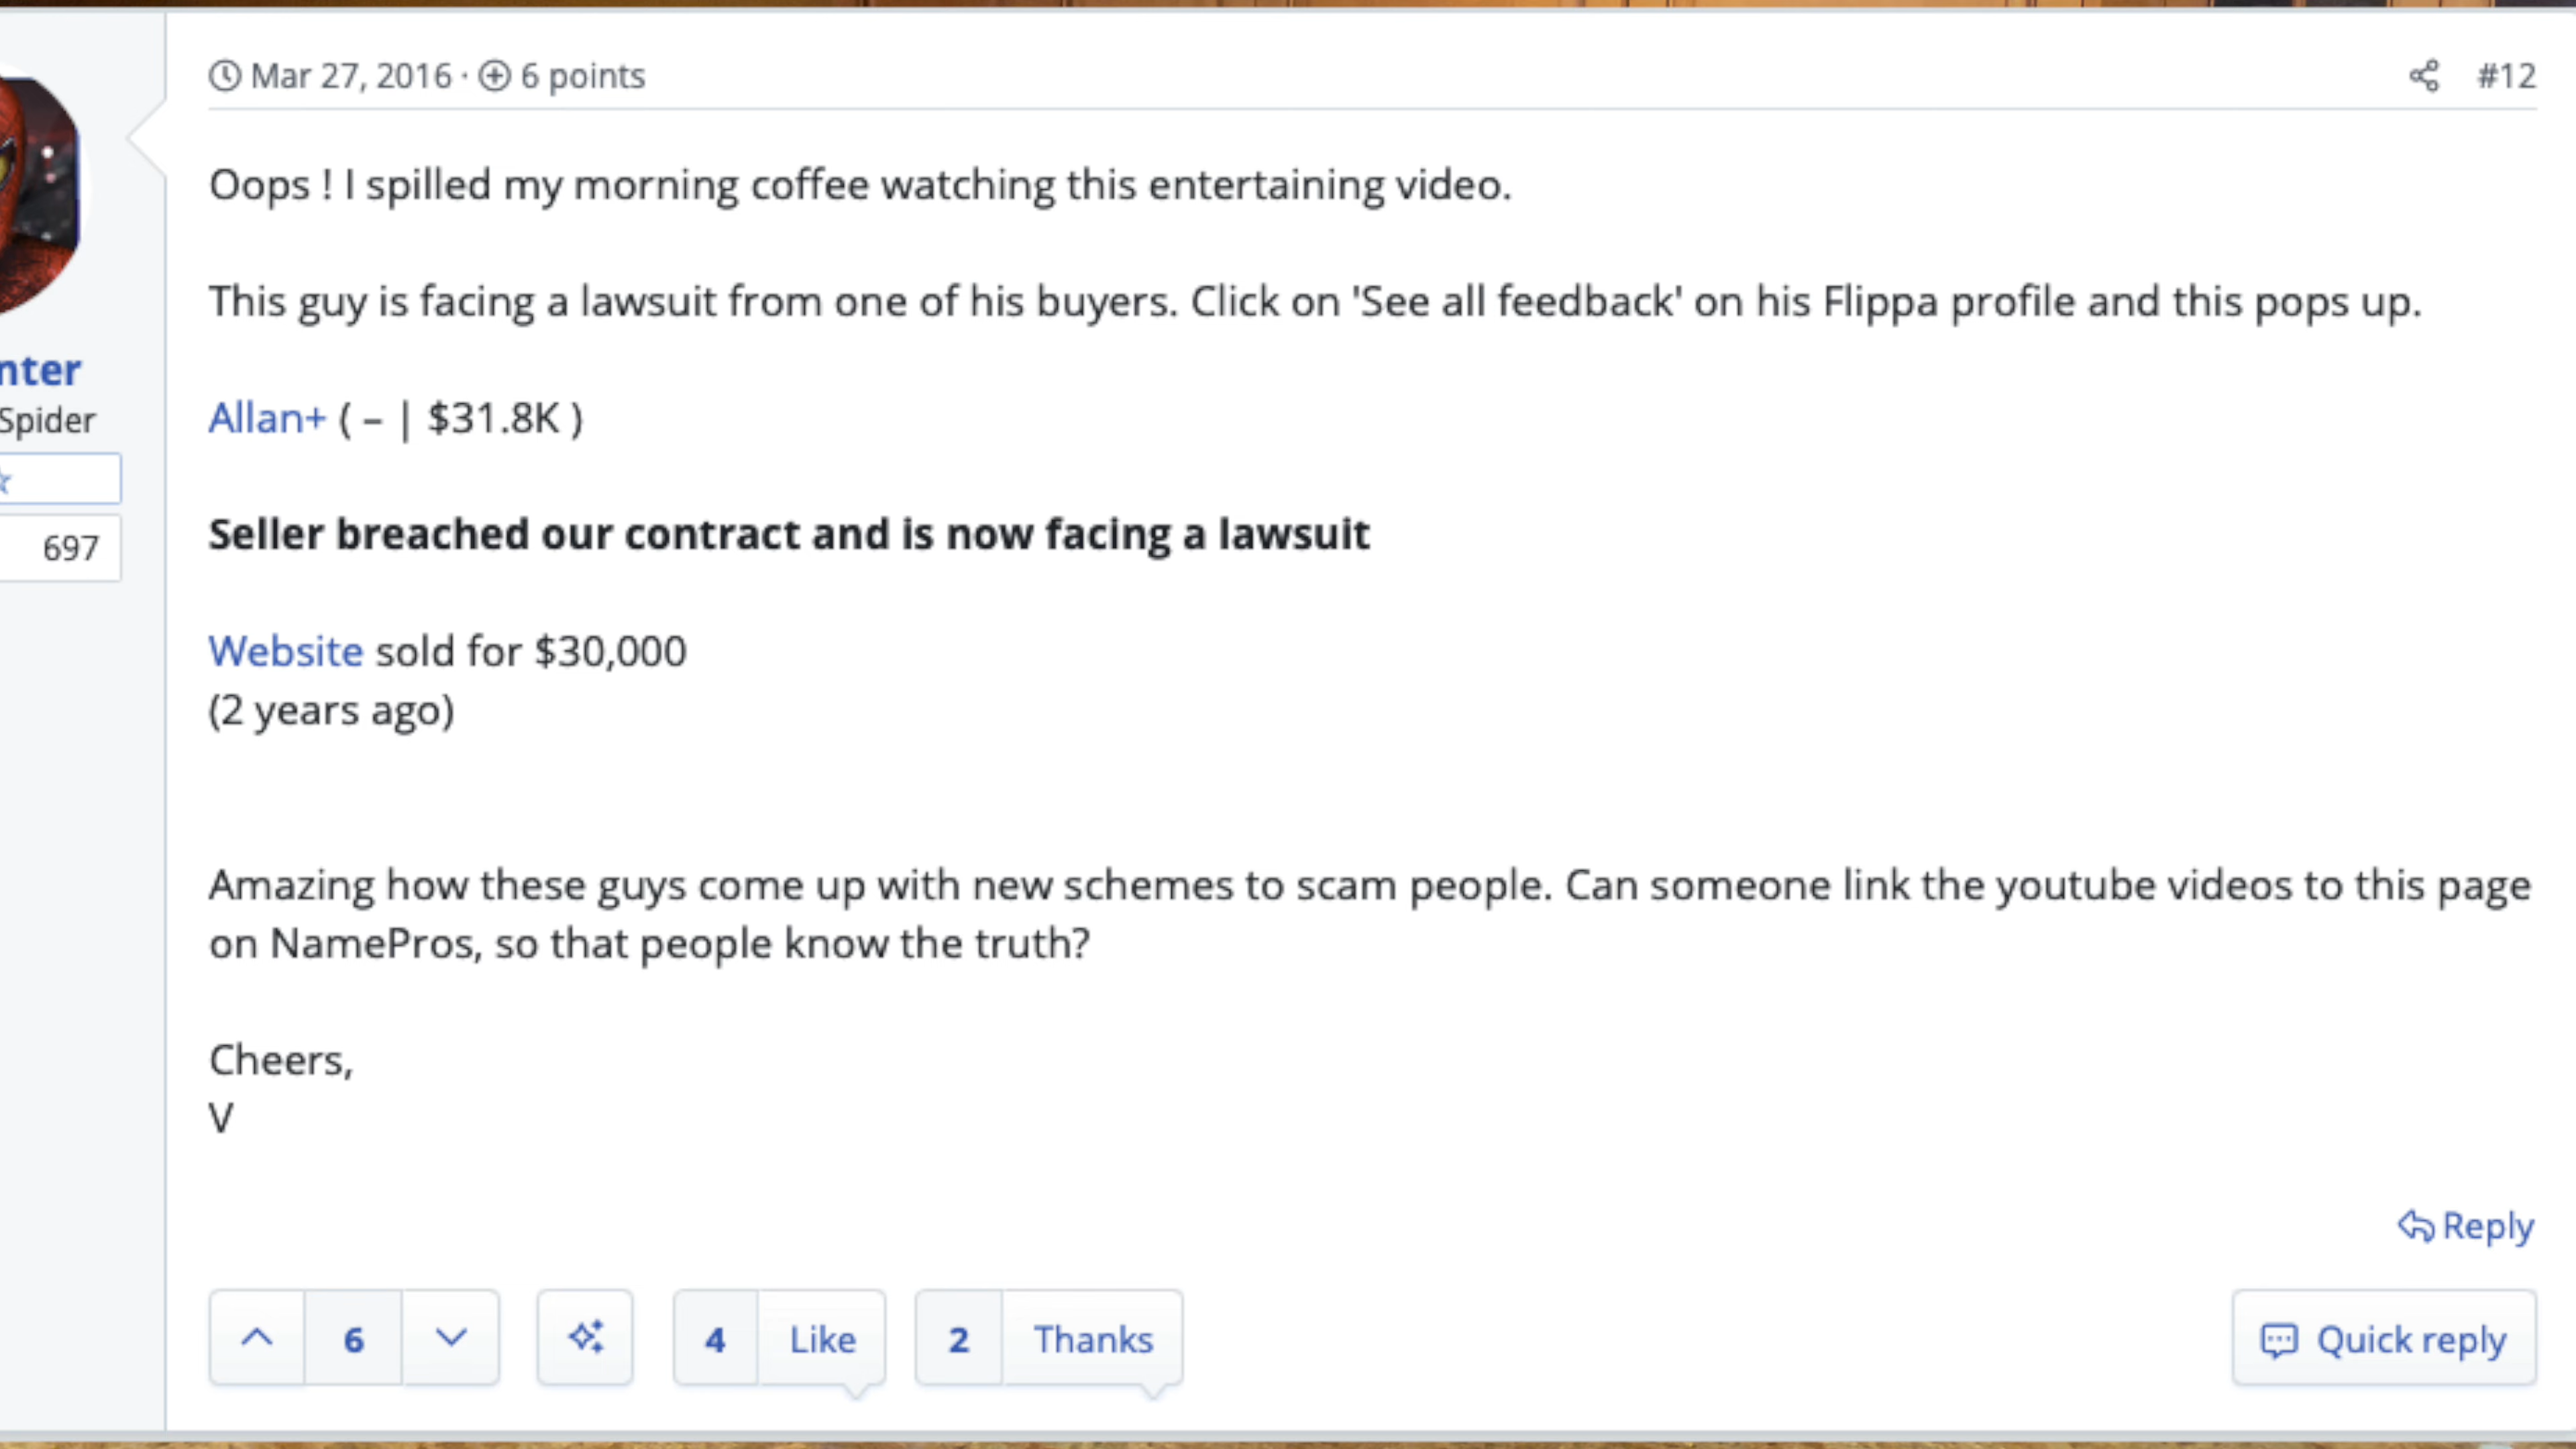 Mar 27, 2016 · 6 points
#12
Oops ! I spilled my morning coffee watching this entertaining video.
This guy is facing a lawsuit from one of his buyers. Click on 'See all feedback' on his Flippa profile and this pops up.
nter
Spider
Allan+ ( – | $31.8K )
697
Seller breached our contract and is now facing a lawsuit
Website sold for $30,000
(2 years ago)
Amazing how these guys come up with new schemes to scam people. Can someone link the youtube videos to this page
on NamePros, so that people know the truth?
Cheers,
V
Reply
6
4 Like
2 Thanks
Quick reply